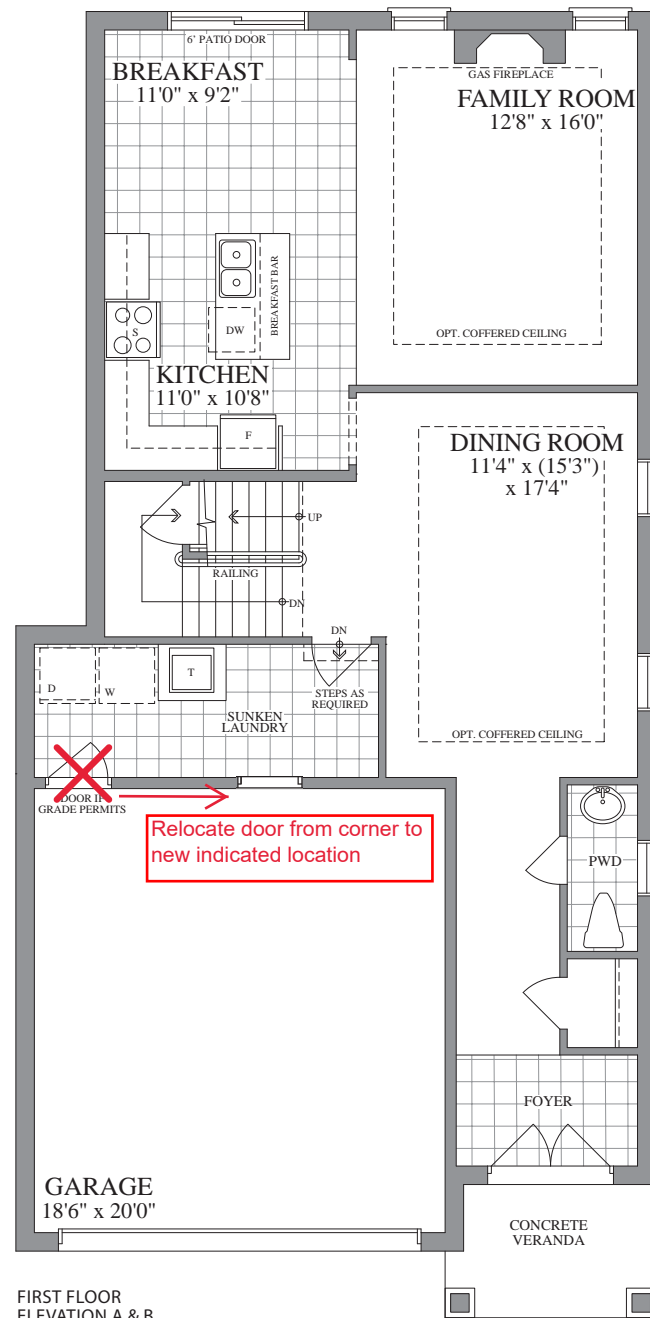 6' PATIO DOOR
BREAKFAST
11'0" x 9'2"
GAS FIREPLACE
FAMILY ROOM
12'8" x 16'0"
BREAKFAST BAR
S
DW
OPT. COFFERED CEILING
KITCHEN
11'0" x 10'8"
F
DINING ROOM
11'4" x (15'3")
x 17'4"
UP
RAILING
DN
DN
D
W
T
STEPS AS
REQUIRED
SUNKEN
LAUNDRY
OPT. COFFERED CEILING
DOOR IF
GRADE PERMITS
Relocate door from corner to
new indicated location
PWD
FOYER
GARAGE
18'6" x 20'0"
CONCRETE
VERANDA
FIRST FLOOR
ELEVATION A & B